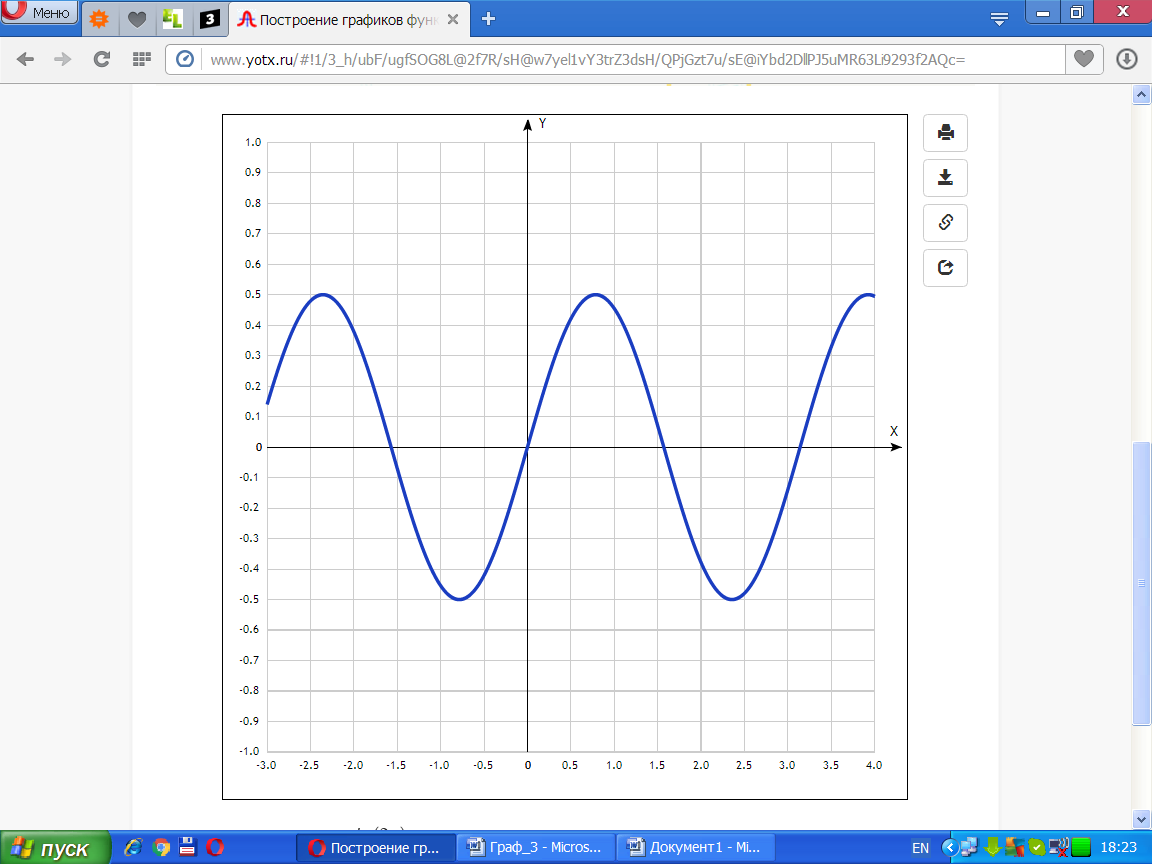 Меню
3
Построение графиков функ
www.yotx.ru/#!1/3_h/ubF/ugfSOG8L@2f7R/sH@w7yel1vY3trZ3dsH/QPjGzt7u/sE@iYbd2D
Y
1.0
0.9
0.8
0.7
0.6
0.5
0.4
0.3
0.2
0.1
X
0
-0.1
-0.2
-0.3
-0.4
-0.5
-0.6
-0.7
-0.8
-0.9
-1.0
-3.0 -2.5 -2.0 -1.5 -1.0 -0.5 0 0.5 1.0 1.5 2.0 2.5 3.0 3.5 4.0
пуск
Построение гр...
Граф_3 - Micros...
Документ1 - Mi...
EN
18:23